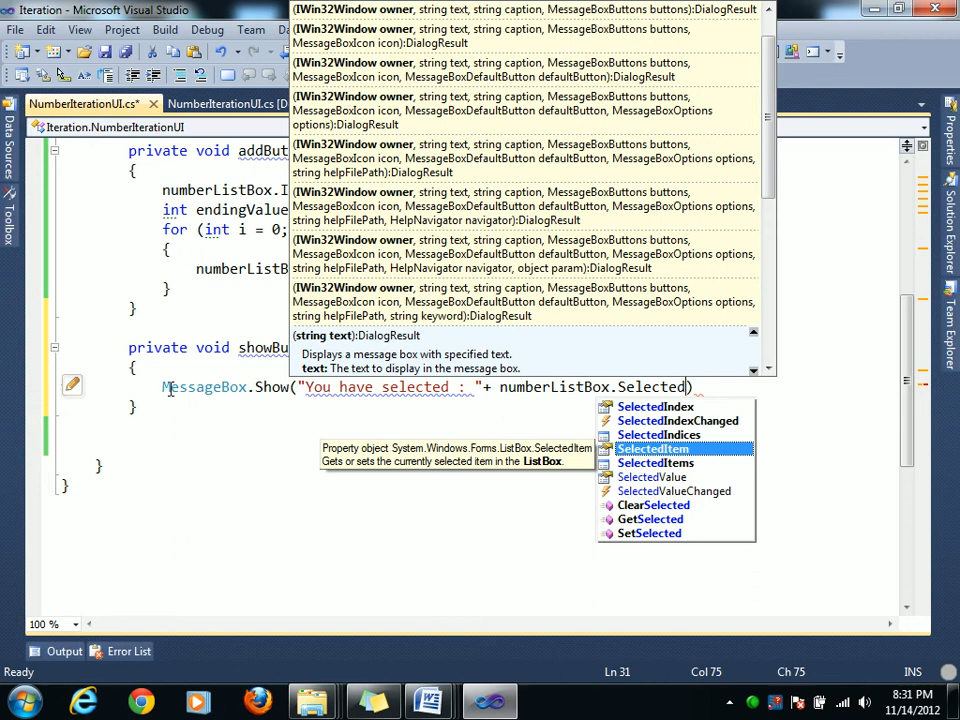 Iteration - Microsoft Visual Studio
File Edit View Project Build Debug Team
NumberIterationUI.cs* NumberIterationUI.cs [D
Iteration.NumberIterationUI
(IWin32Window owner, string text, string caption, MessageBoxButtons buttons):DialogResult
(IWin32Window owner, string text, string caption, MessageBoxButtons buttons,
MessageBoxIcon icon):DialogResult
(IWin32Window owner, string text, string caption, MessageBoxButtons buttons,
MessageBoxIcon icon, MessageBoxDefaultButton defaultButton):DialogResult
(IWin32Window owner, string text, string caption, MessageBoxButtons buttons,
MessageBoxIcon icon, MessageBoxDefaultButton defaultButton, MessageBoxOptions
options):DialogResult
(IWin32Window owner, string text, string caption, MessageBoxButtons buttons,
MessageBoxIcon icon, MessageBoxDefaultButton defaultButton, MessageBoxOptions options,
string helpFilePath):DialogResult
(IWin32Window owner, string text, string caption, MessageBoxButtons buttons,
MessageBoxIcon icon, MessageBoxDefaultButton defaultButton, MessageBoxOptions options,
string helpFilePath, HelpNavigator navigator):DialogResult
(IWin32Window owner, string text, string caption, MessageBoxButtons buttons,
MessageBoxIcon icon, MessageBoxDefaultButton defaultButton, MessageBoxOptions options,
string helpFilePath, HelpNavigator navigator, object param):DialogResult
(IWin32Window owner, string text, string caption, MessageBoxButtons buttons,
MessageBoxIcon icon, MessageBoxDefaultButton defaultButton, MessageBoxOptions options,
string helpFilePath, string keyword):DialogResult
(string text):DialogResult
Displays a message box with specified text.
text: The text to display in the message box.
private void addButt
{
numberListBox.I
int endingValue
for (int i = 0;
{
numberListB
}
}
private void showBu
{
MessageBox.Show("You have selected : "+ numberListBox.Selected)
}
}
}
SelectedIndex
SelectedIndexChanged
SelectedIndices
SelectedItem
SelectedItems
SelectedValue
SelectedValueChanged
ClearSelected
GetSelected
SetSelected
Property object System.Windows.Forms.ListBox.SelectedItem
Gets or sets the currently selected item in the ListBox.
Data Sources
Toolbox
Properties
Solution Explorer
Team Explorer
100 %
Output Error List
Ready Ln 31 Col 75 Ch 75 INS
8:31 PM
11/14/2012